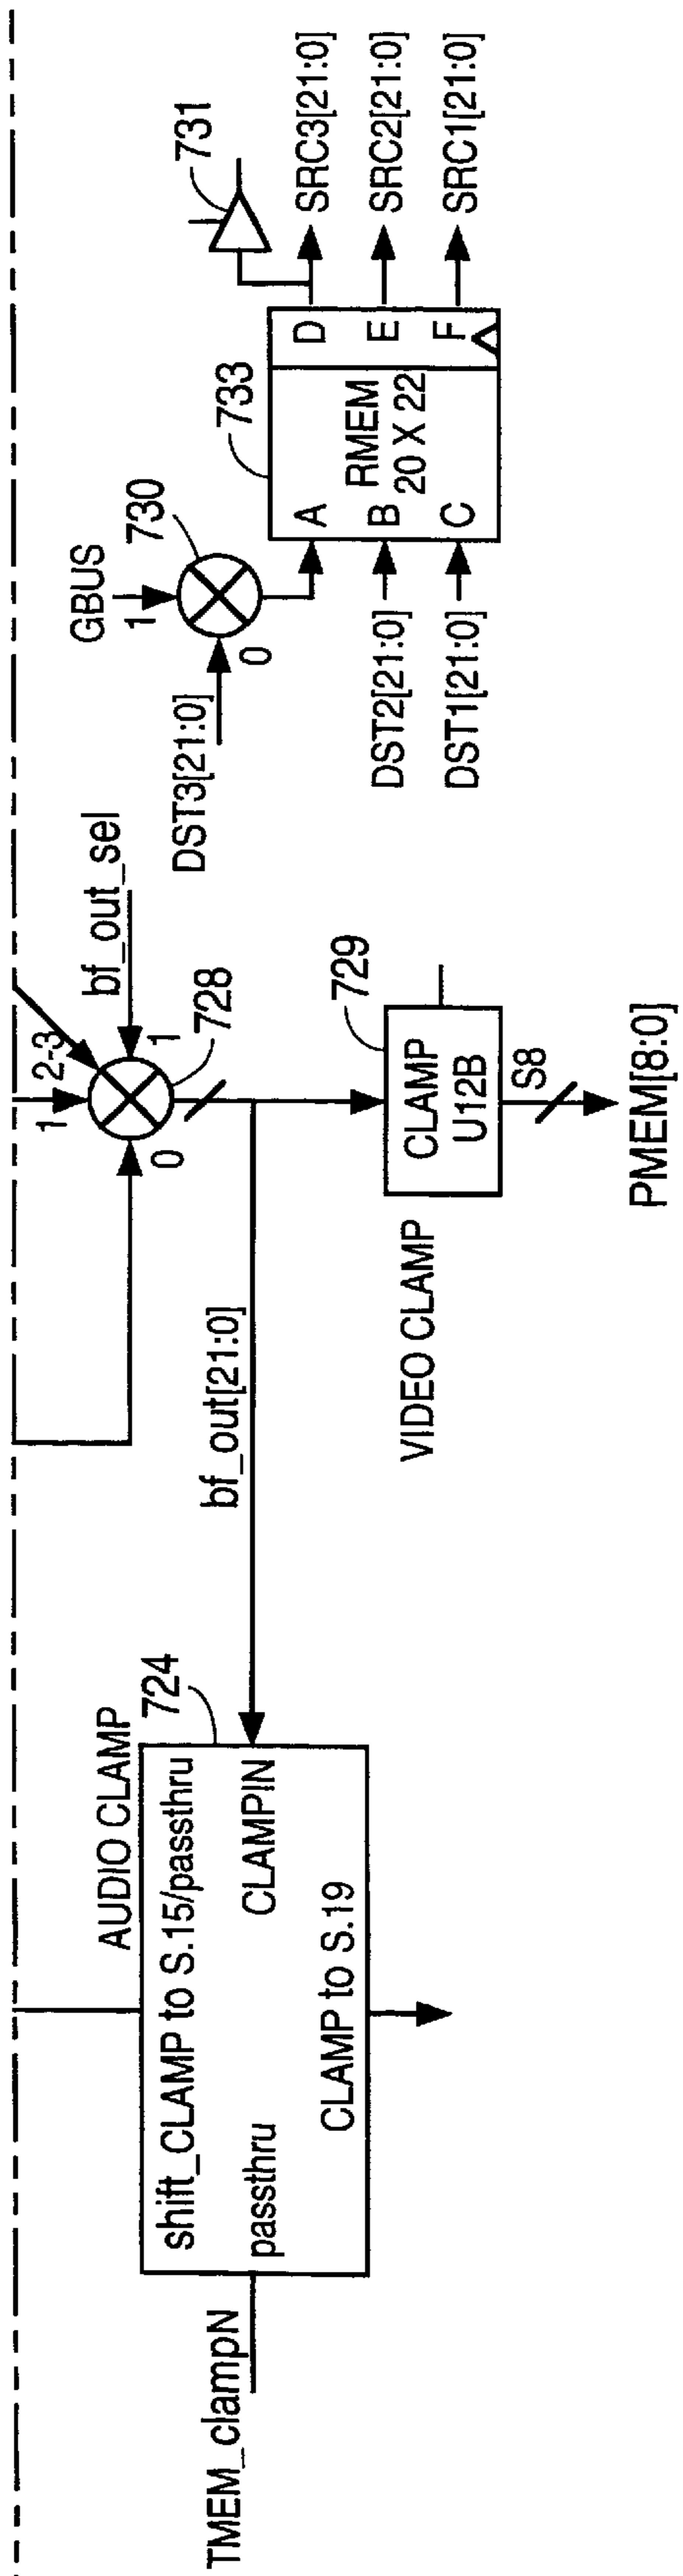 AUDIO CLAMP
724
shift_CLAMP to S.15/passthru
passthru
CLAMPIN
CLAMP to S.19
TMEM_clampN
bf_out[21:0]
1
2-3
bf_out_sel
0
1
728
729
CLAMP
U12B
VIDEO CLAMP
S8
PMEM[8:0]
GBUS
1
730
DST3[21:0]
0
731
733
A
B
C
RMEM
20 X 22
D
E
F
DST2[21:0]
DST1[21:0]
SRC3[21:0]
SRC2[21:0]
SRC1[21:0]